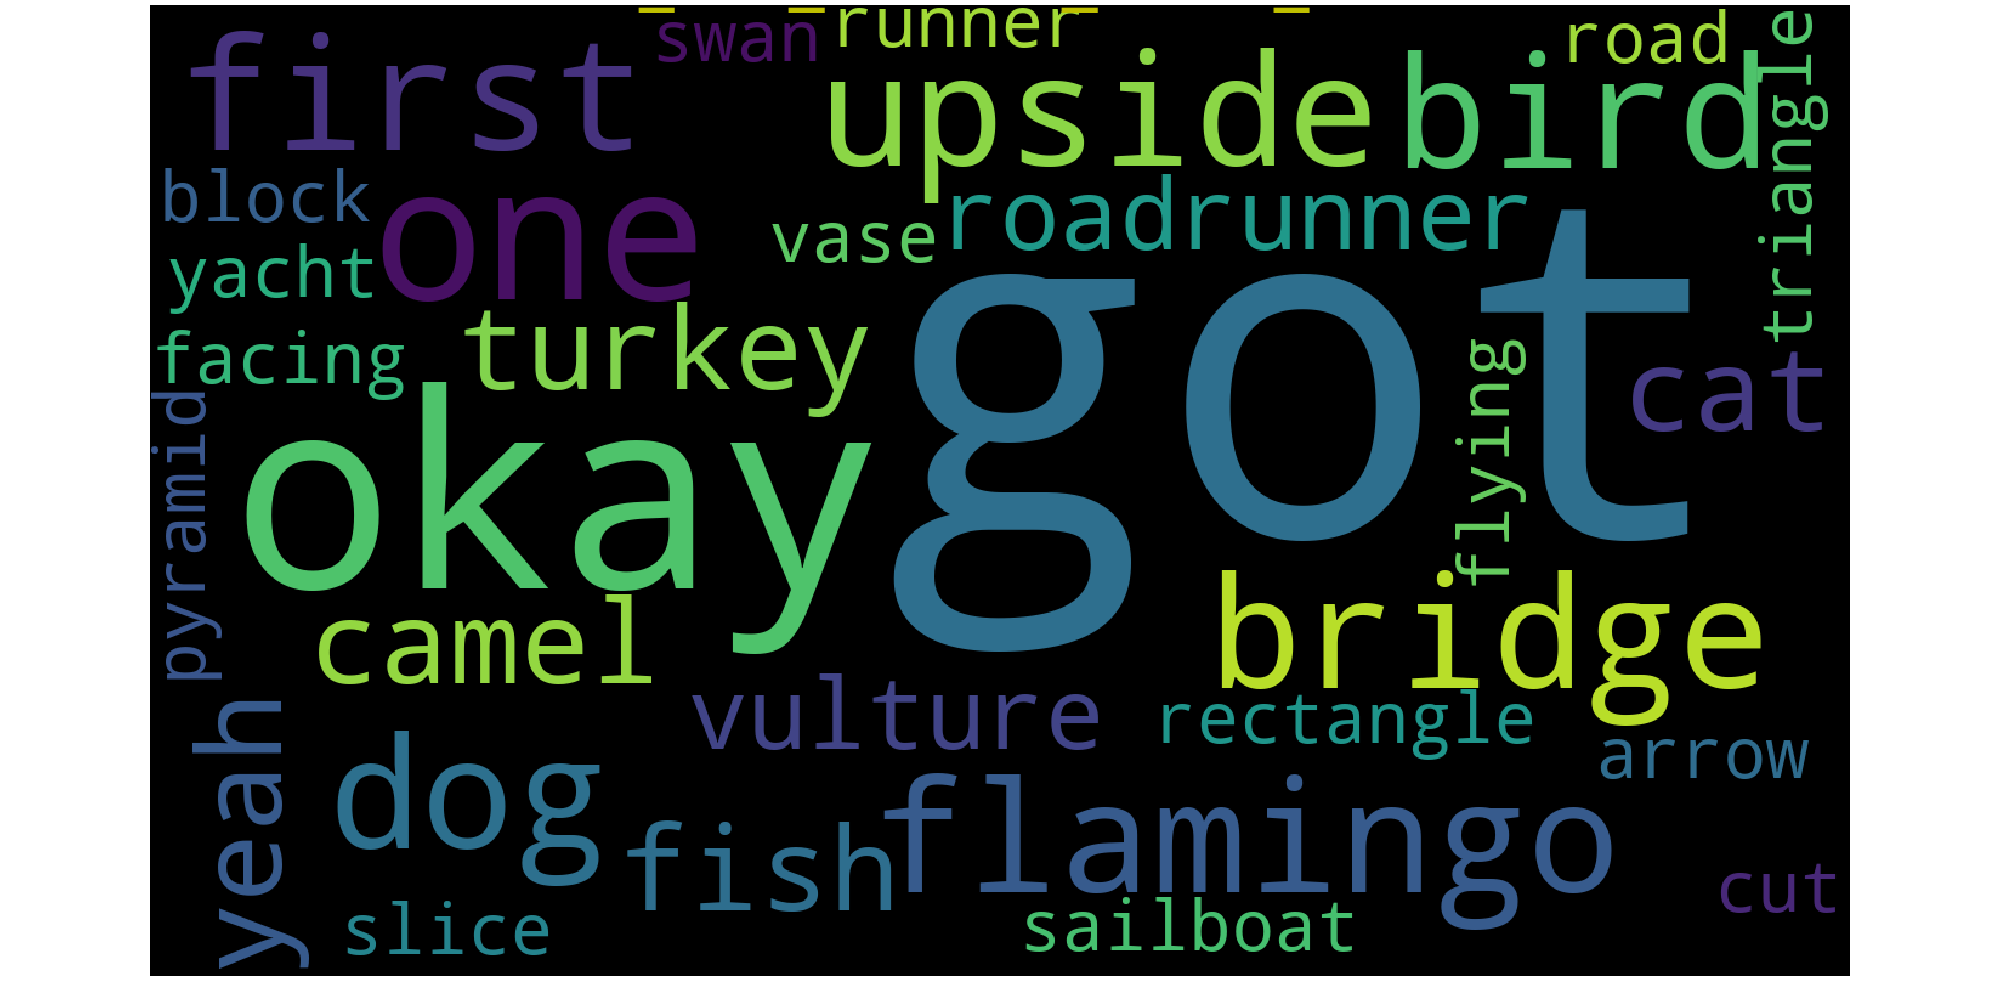 swan
runner
road
first
upside
bird
triangle
block
one
roadrunner
vase
yacht
got
turkey
facing
cat
flying
okay
pyramid
bridge
camel
vulture
rectangle
yeah
arrow
dog
flamingo
fish
cut
slice
sailboat